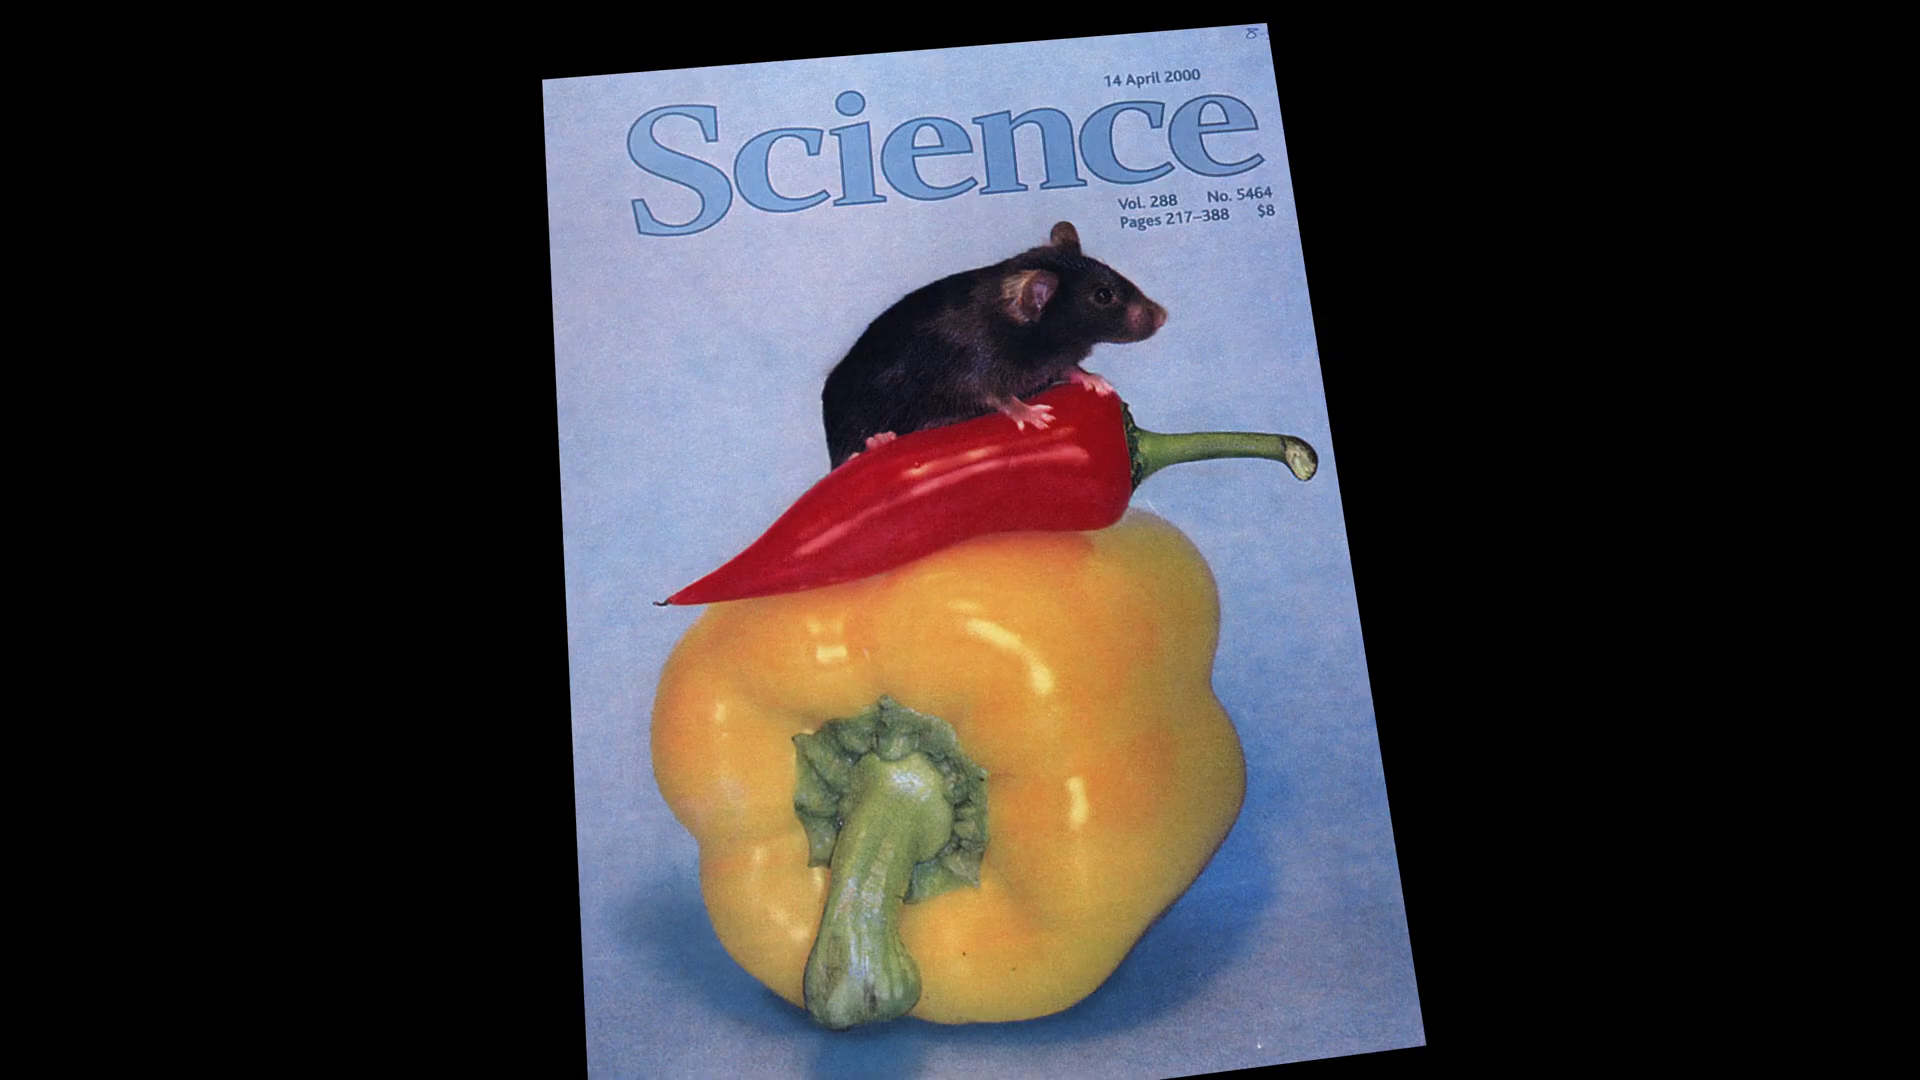 14 April 2000
Science
Vol. 288 No. 5464
Pages 217–388 $8